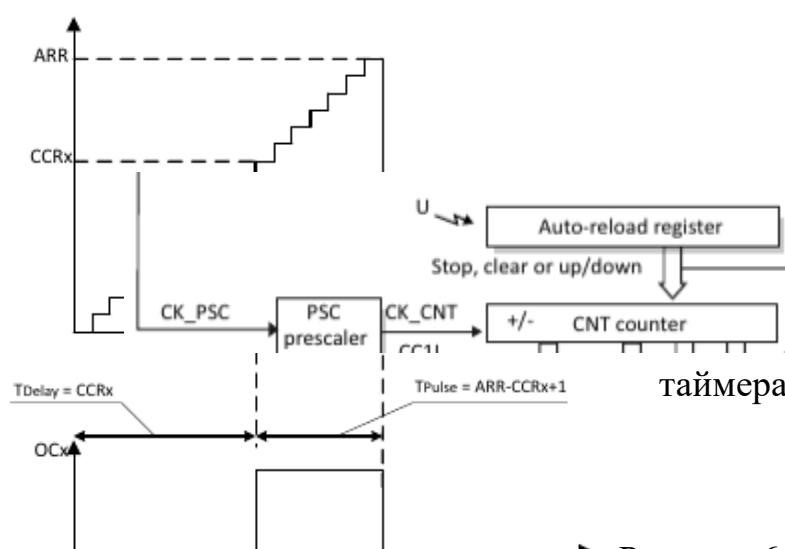 ARR
CCRx
U
Auto-reload register
Stop, clear or up/down
CK_PSC
PSC
prescaler
CK_CNT
+/-
CNT counter
TDelay = CCRx
TPulse = ARR-CCRx+1
таймера
OCx